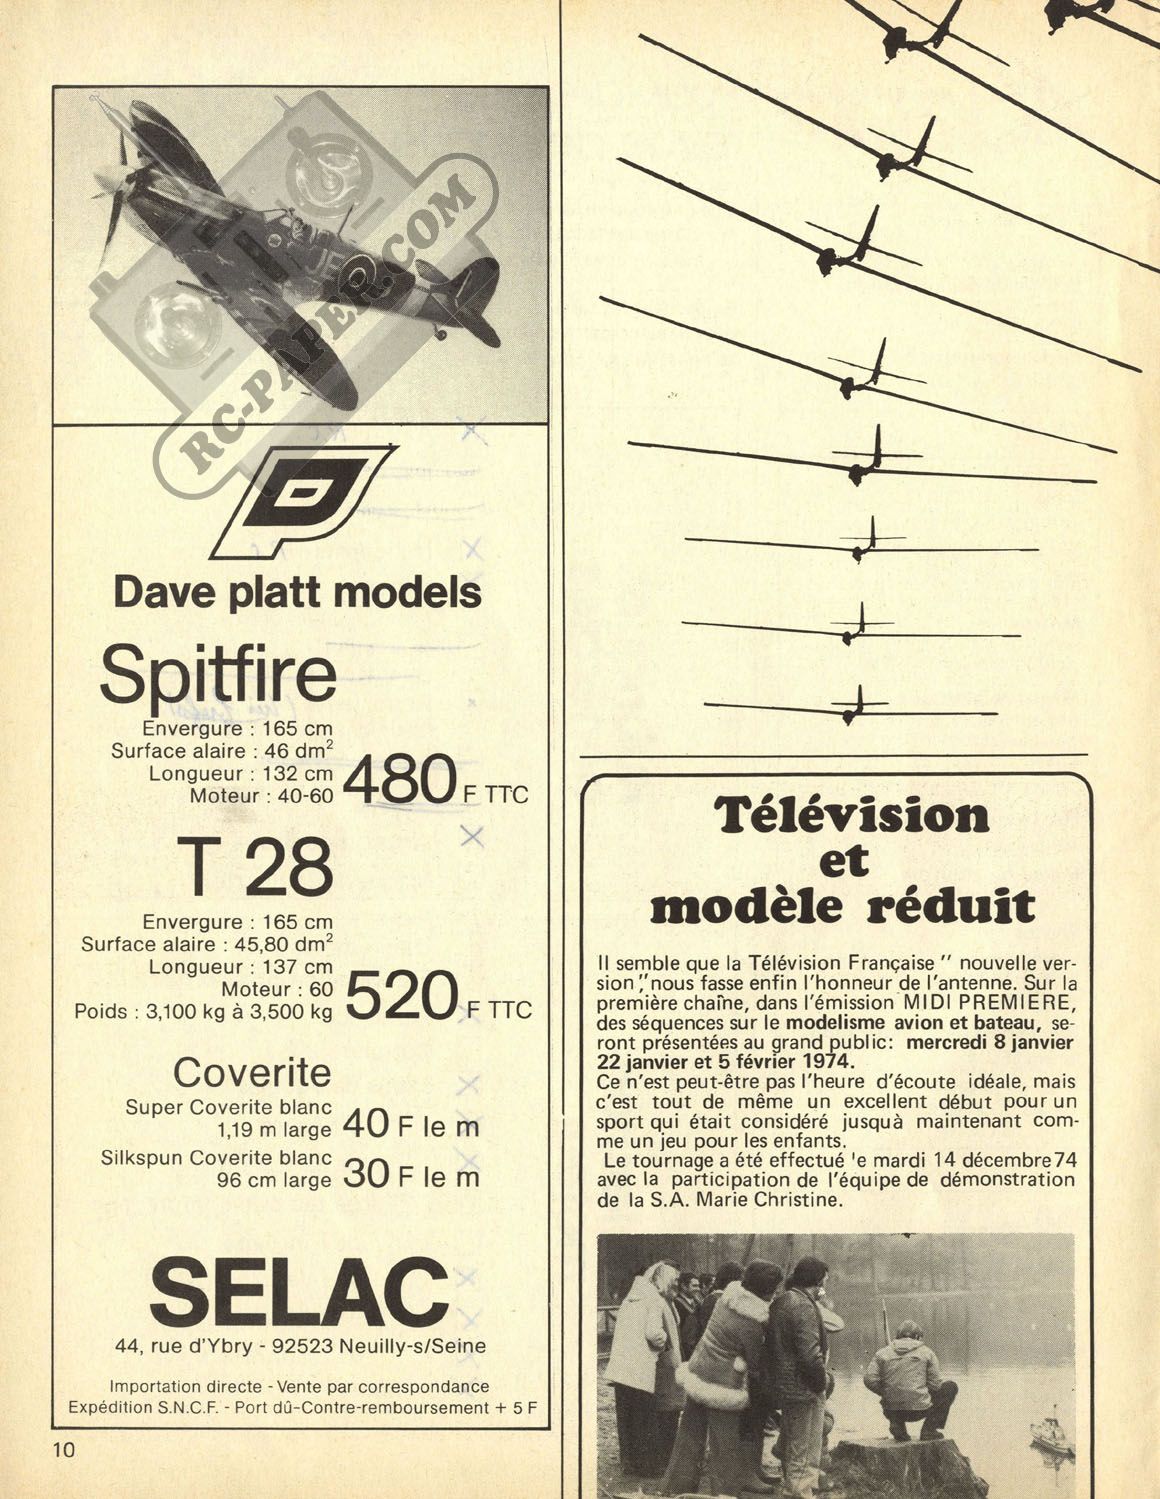 RC-PAPER.COM
Dave platt models
Spitfire
Envergure : 165 cm
Surface alaire : 46 dm²
Longueur : 132 cm
Moteur : 40-60
480 F TTC
T 28
Envergure : 165 cm
Surface alaire : 45,80 dm²
Longueur : 137 cm
Moteur : 60
Poids : 3,100 kg à 3,500 kg
520 F TTC
Coverite
Super Coverite blanc
1,19 m large
40 F le m
Silkspun Coverite blanc
96 cm large
30 F le m
SELAC
44, rue d'Ybry - 92523 Neuilly-s/Seine
Importation directe - Vente par correspondance
Expédition S.N.C.F. - Port dû-Contre-remboursement + 5 F
10
Télévision
et
modèle réduit
Il semble que la Télévision Française " nouvelle ver-
sion", nous fasse enfin l'honneur de l'antenne. Sur la
première chaîne, dans l'émission MIDI PREMIERE,
des séquences sur le modelisme avion et bateau, se-
ront présentées au grand public: mercredi 8 janvier
22 janvier et 5 février 1974.
Ce n'est peut-être pas l'heure d'écoute idéale, mais
c'est tout de même un excellent début pour un
sport qui était considéré jusquà maintenant com-
me un jeu pour les enfants.
Le tournage a été effectué 'e mardi 14 décembre 74
avec la participation de l'équipe de démonstration
de la S.A. Marie Christine.